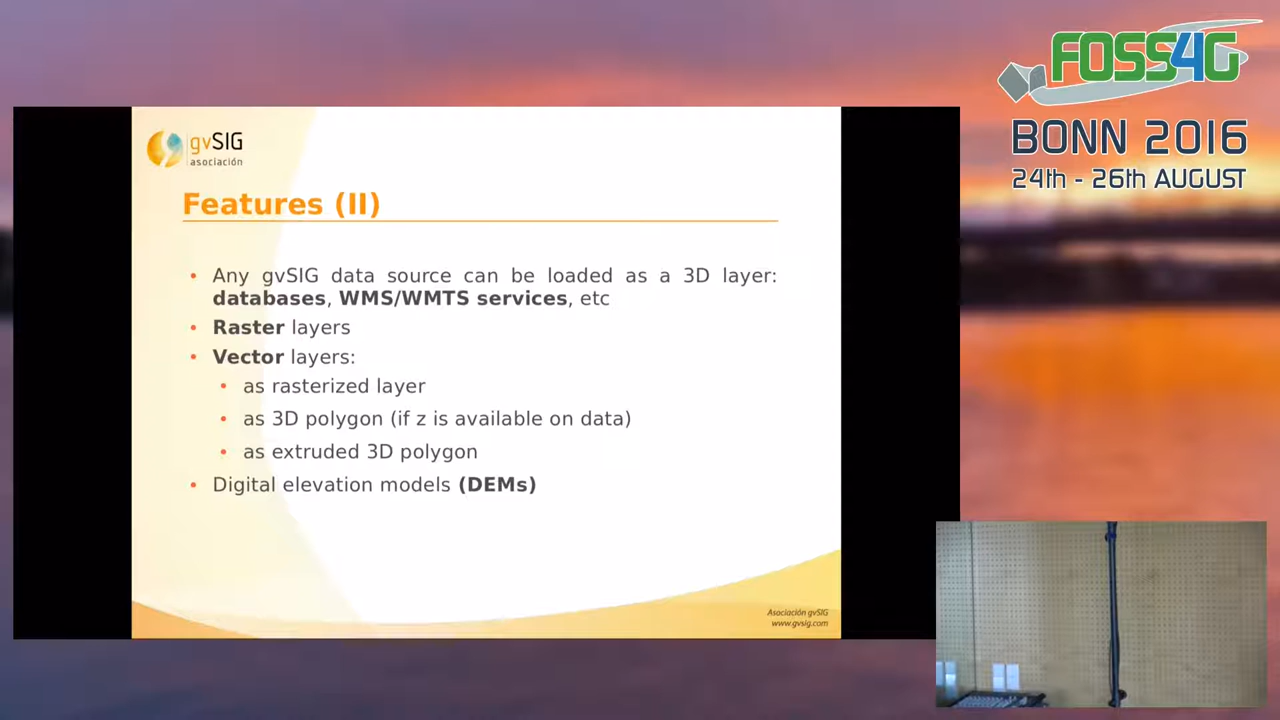 FOSS4G
BONN 2016
24th - 26th AUGUST
gvSIG
asociación
Features (II)
• Any gvSIG data source can be loaded as a 3D layer:
databases, WMS/WMTS services, etc
• Raster layers
• Vector layers:
• as rasterized layer
• as 3D polygon (if z is available on data)
• as extruded 3D polygon
• Digital elevation models (DEMs)
Asociación gvSIG
www.gvsig.com